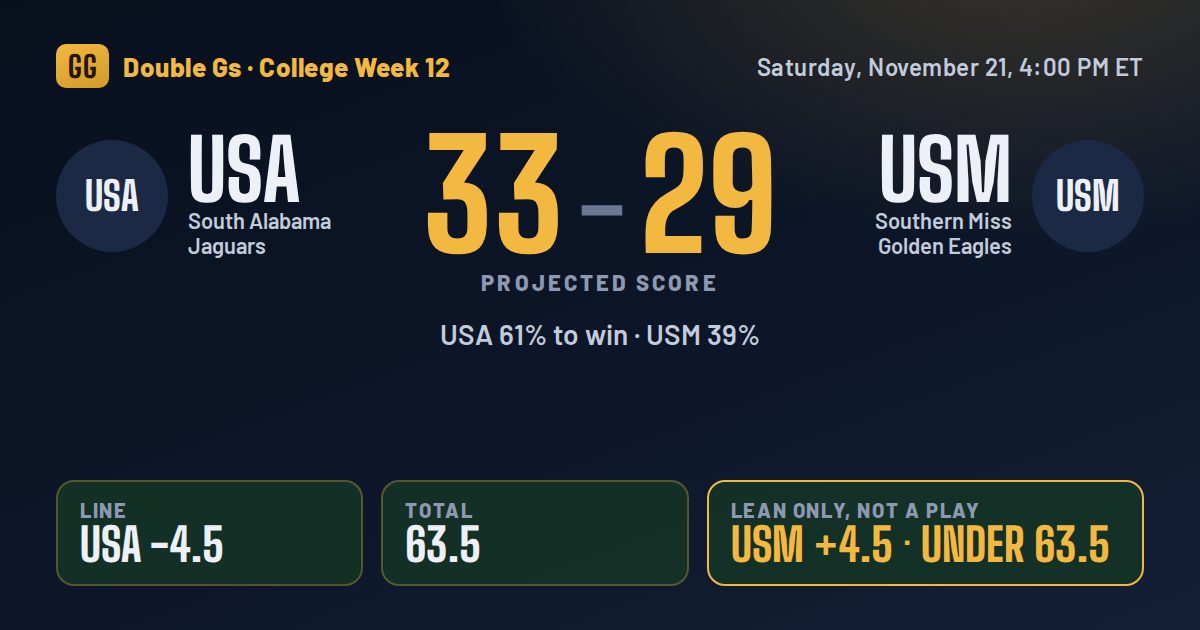 GG Double Gs · College Week 12
Saturday, November 21, 4:00 PM ET
USA
USA
South Alabama
Jaguars
33 – 29
PROJECTED SCORE
USA 61% to win · USM 39%
USM
Southern Miss
Golden Eagles
USM
LINE
USA −4.5
TOTAL
63.5
LEAN ONLY, NOT A PLAY
USM +4.5 · UNDER 63.5